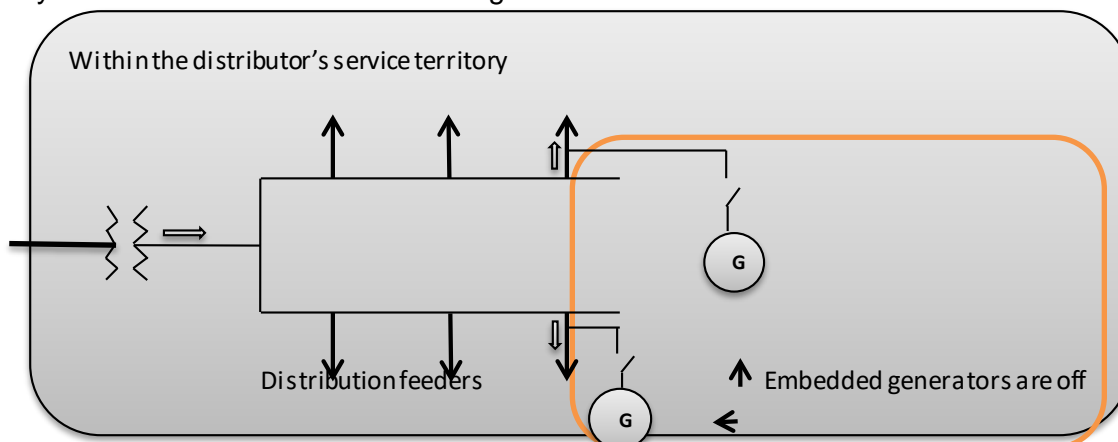 Within the distributor's service territory
G
Distribution feeders
Embedded generators are off
G